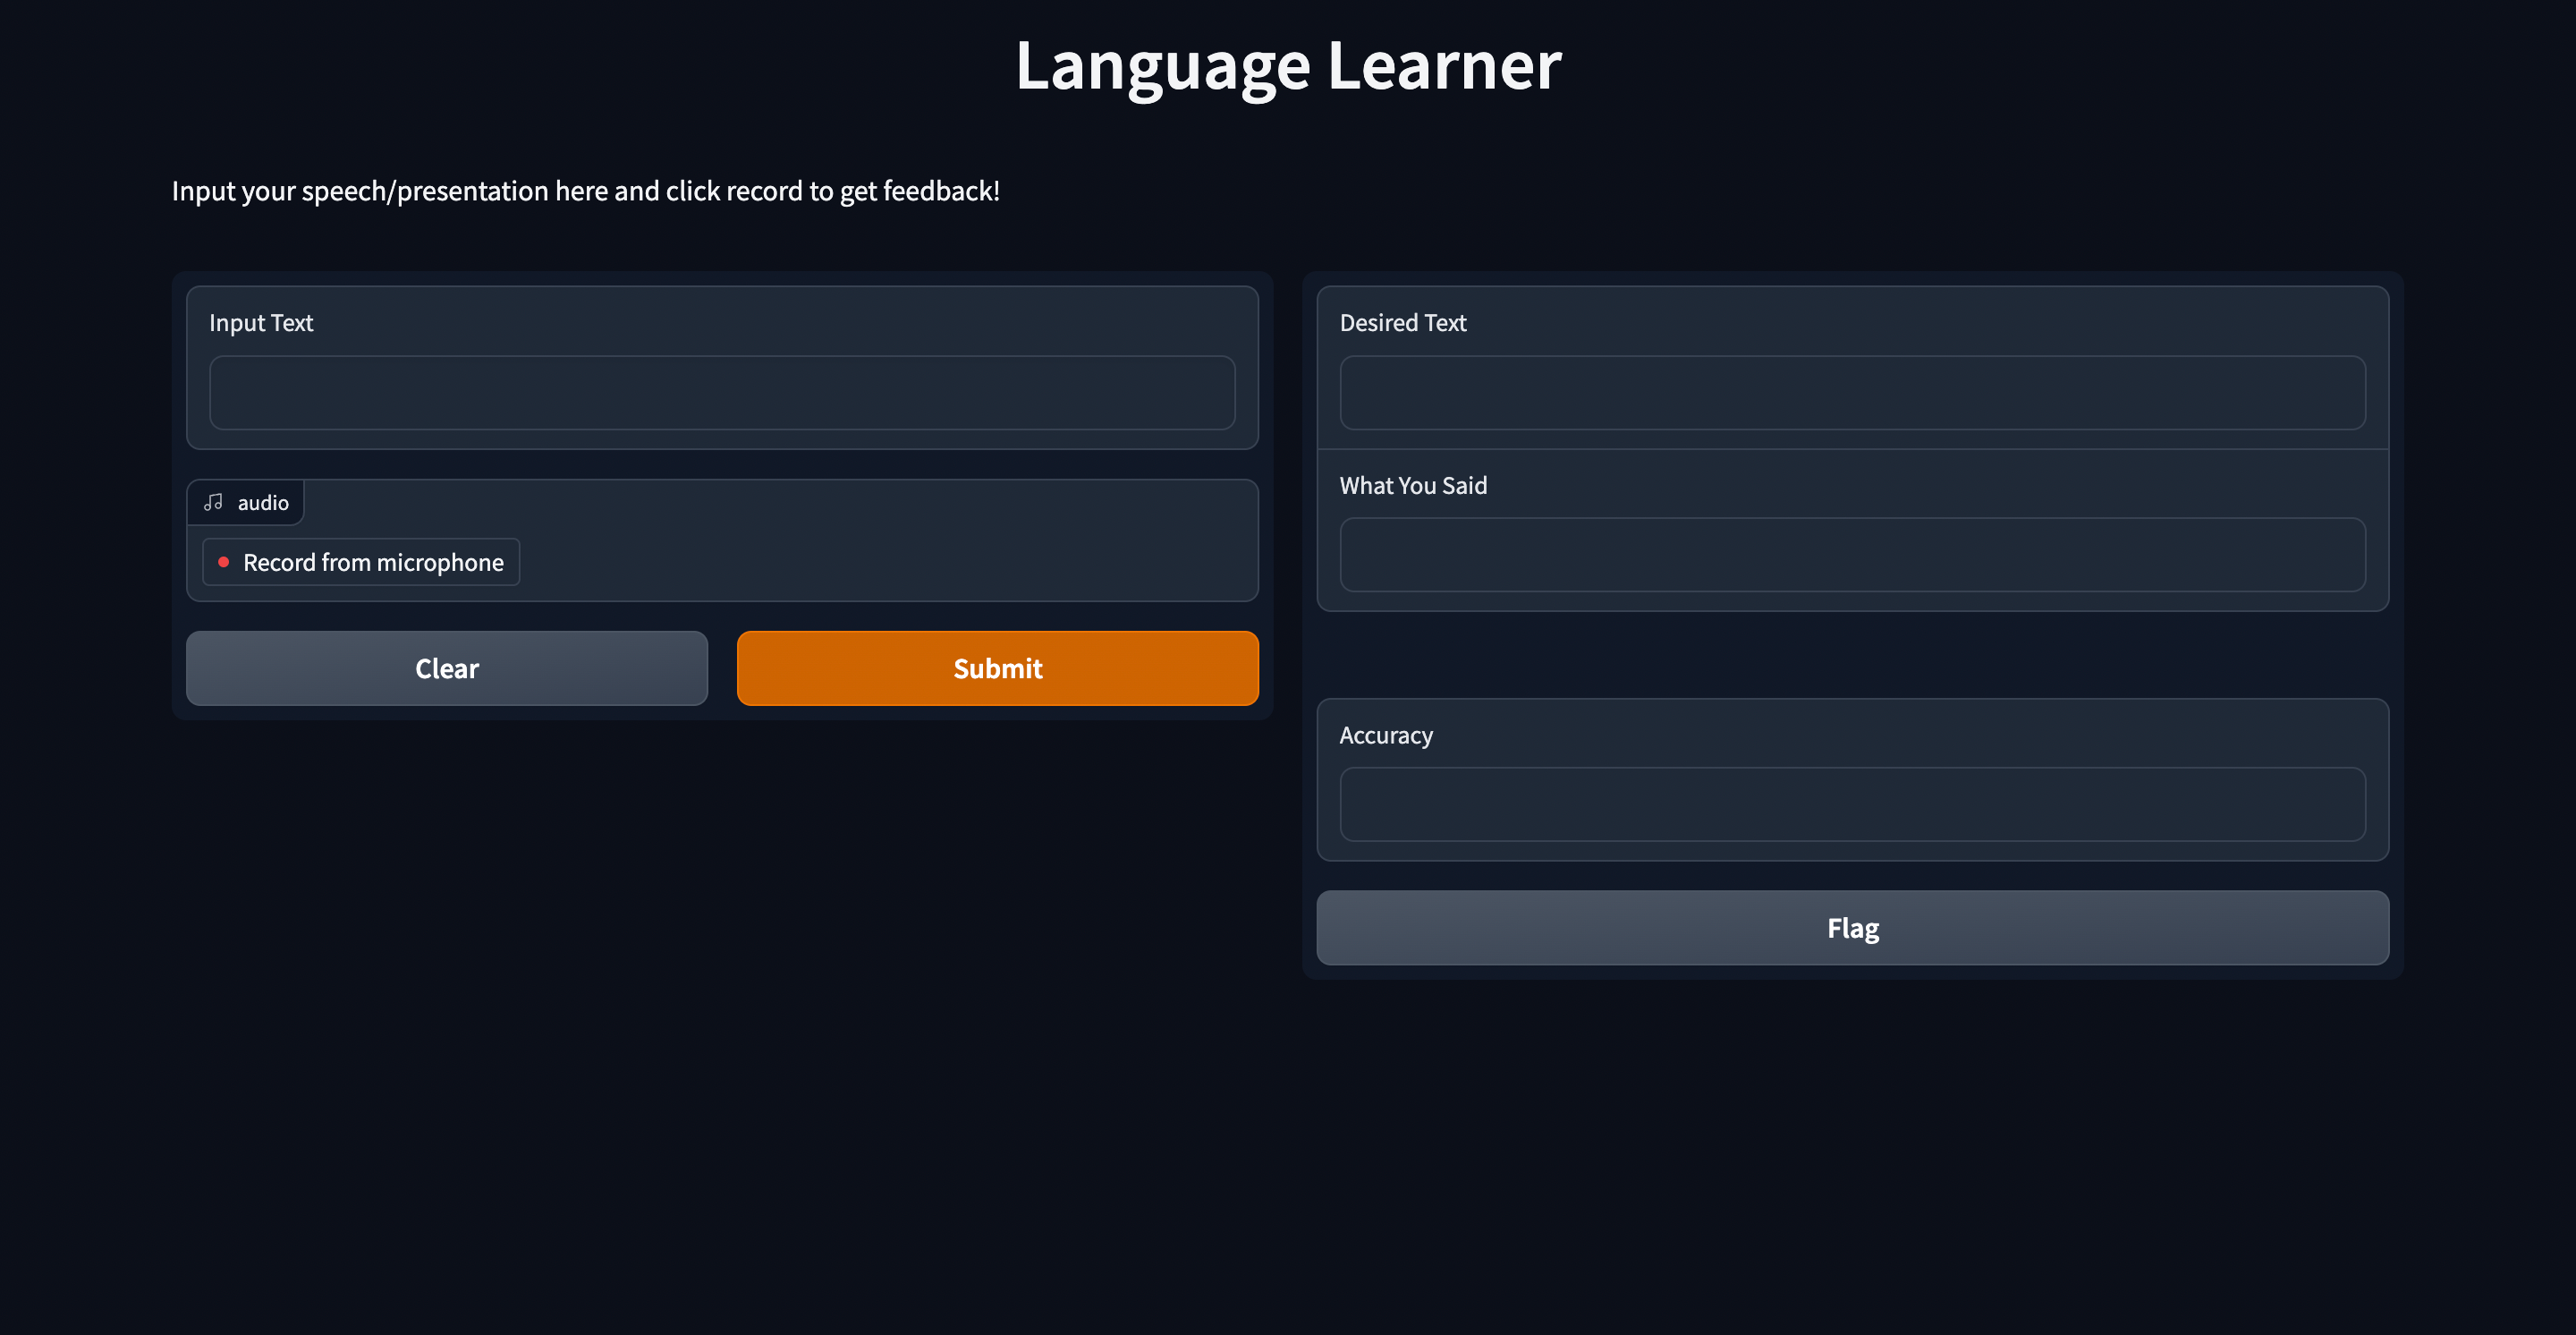 Language Learner
Input your speech/presentation here and click record to get feedback!
Input Text
audio
Record from microphone
Clear
Submit
Desired Text
What You Said
Accuracy
Flag